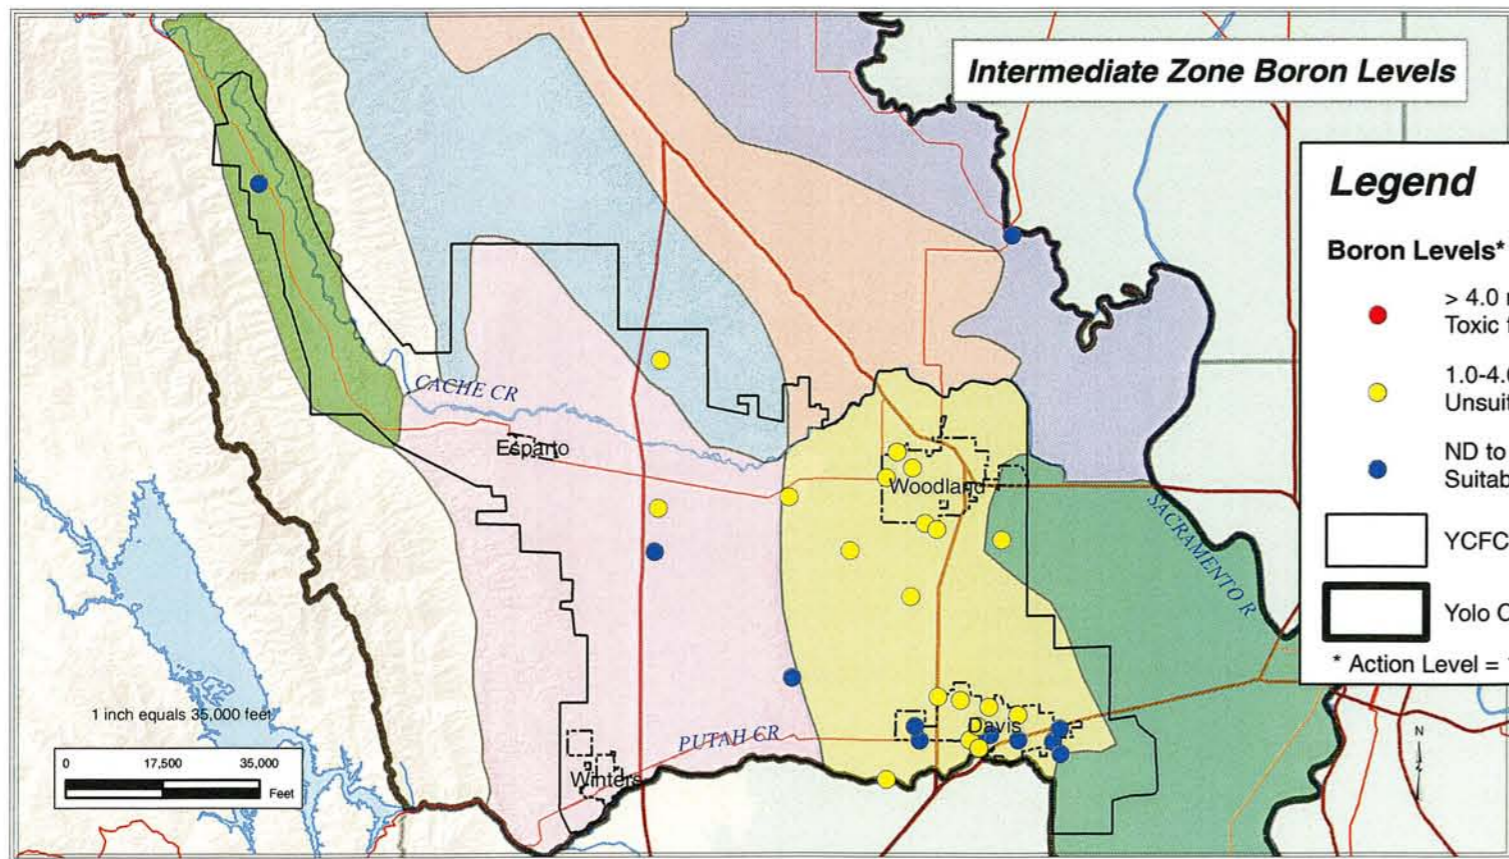 Intermediate Zone Boron Levels
Legend
Boron Levels*
> 4.0
Toxic
1.0-4.0
ND to
YCFC
Yolo
* Action Level =
CACHE CR
Esparto
Woodland
SACRAMENTO R
Davis
PUTAH CR
Winters
1 inch equals 35,000 feet
0 17,500 35,000
Feet
N